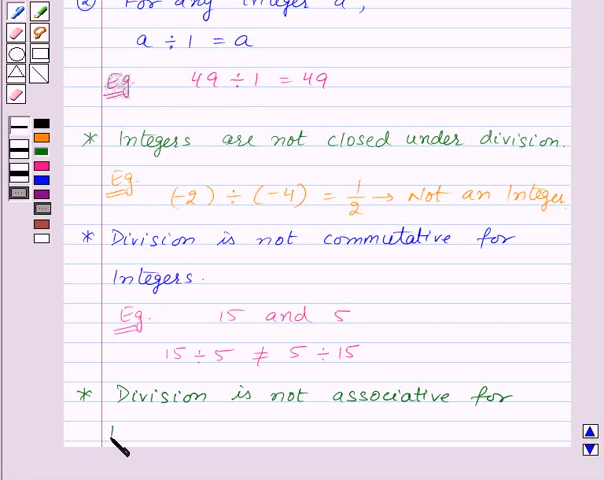 ② For any integer a,
a ÷ 1 = a
Eg. 49 ÷ 1 = 49
* Integers are not closed under division.
Eg. (-2) ÷ (-4) = 1/2 → Not an Integer.
* Division is not commutative for
Integers.
Eg. 15 and 5
15 ÷ 5 ≠ 5 ÷ 15
* Division is not associative for